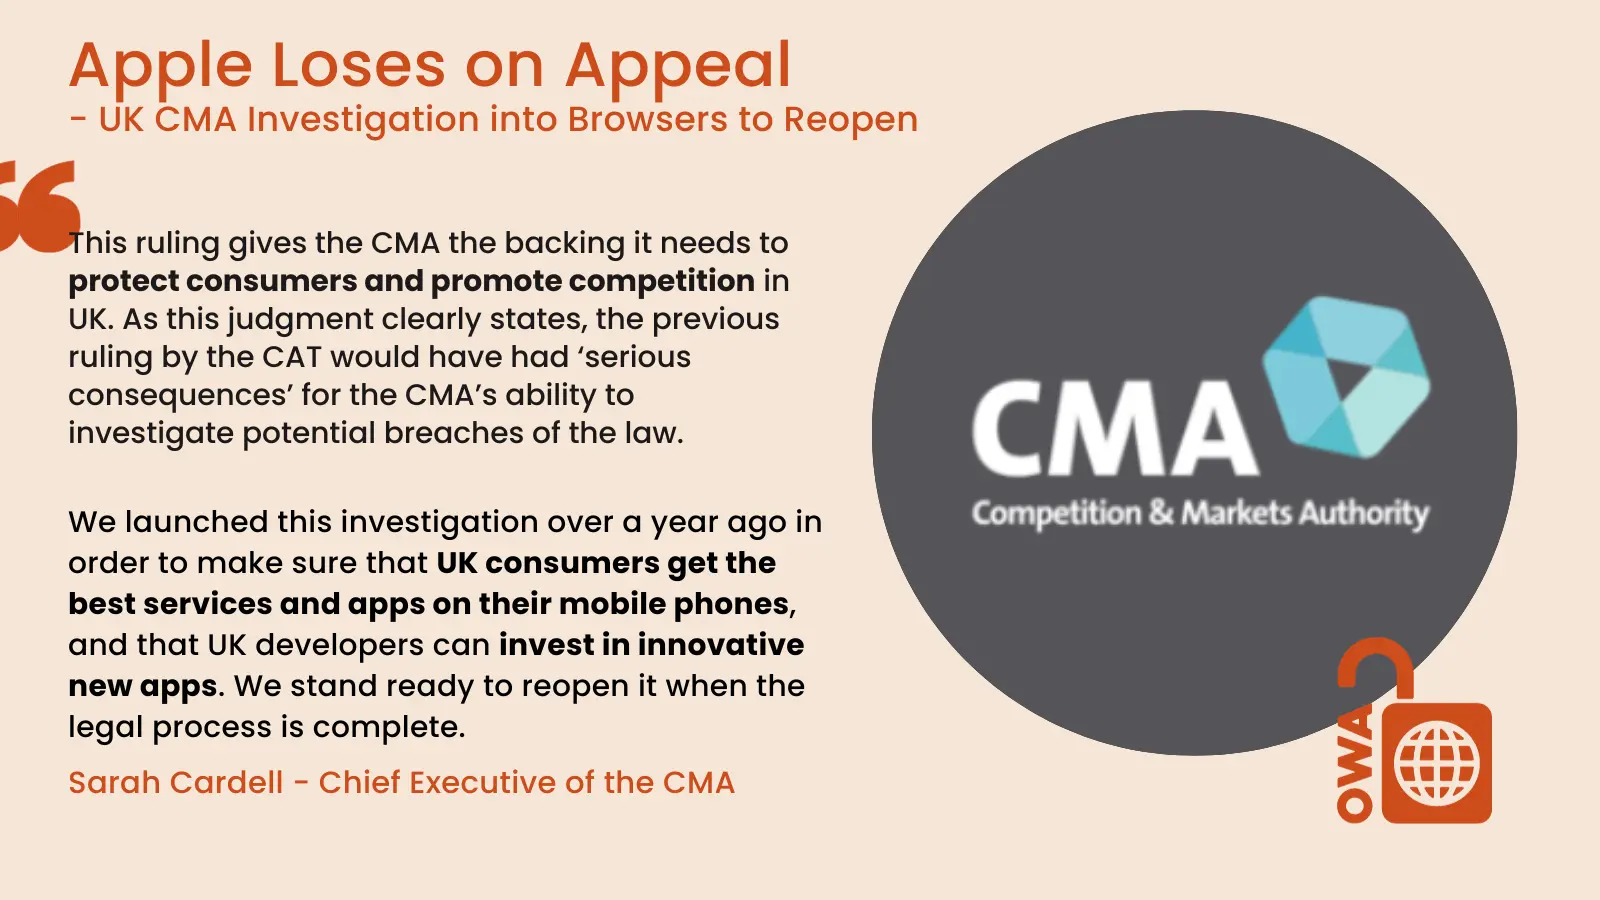 Apple Loses on Appeal
- UK CMA Investigation into Browsers to Reopen
“
This ruling gives the CMA the backing it needs to
protect consumers and promote competition in
UK. As this judgment clearly states, the previous
ruling by the CAT would have had ‘serious
consequences’ for the CMA’s ability to
investigate potential breaches of the law.
We launched this investigation over a year ago in
order to make sure that UK consumers get the
best services and apps on their mobile phones,
and that UK developers can invest in innovative
new apps. We stand ready to reopen it when the
legal process is complete.
Sarah Cardell - Chief Executive of the CMA
CMA
Competition & Markets Authority
OWA